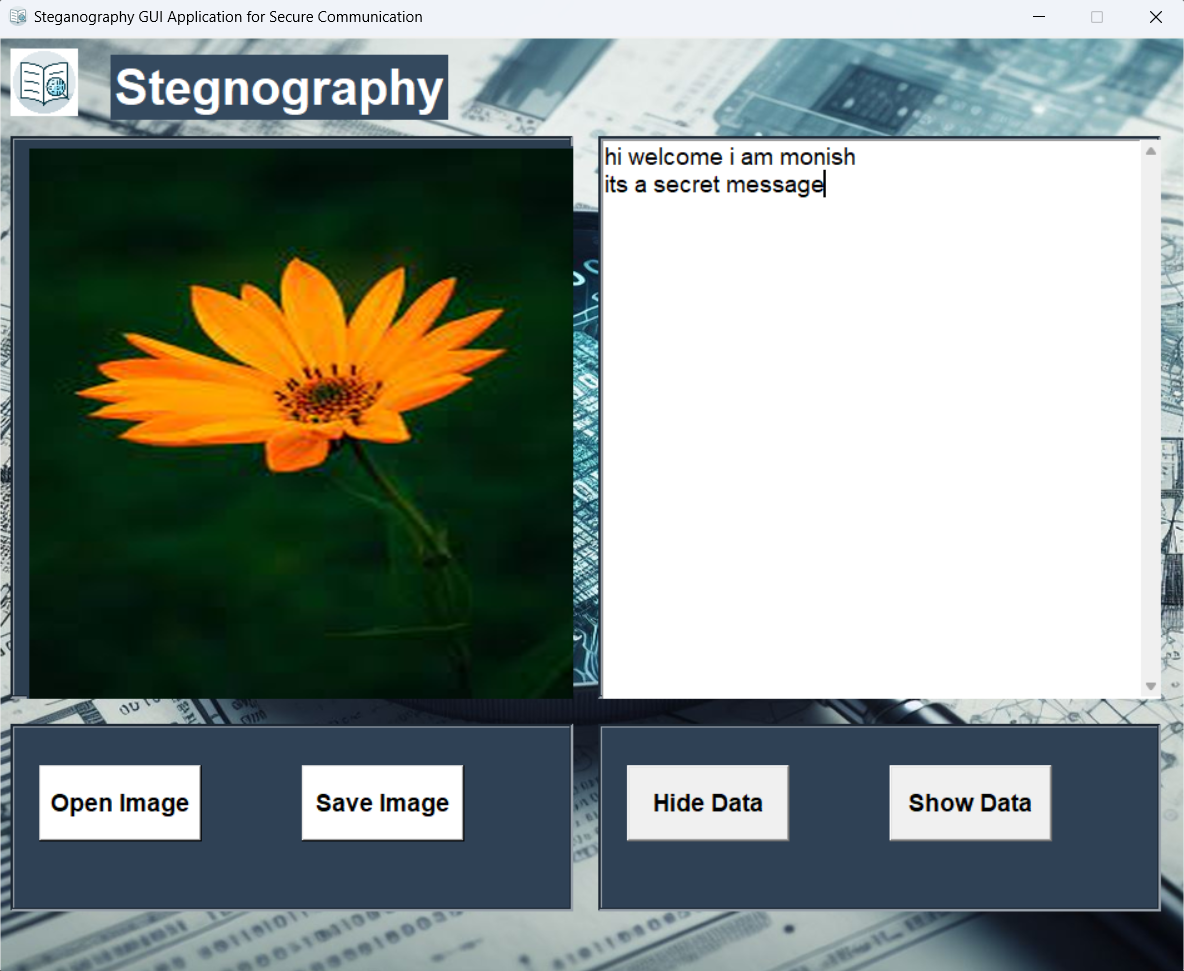 Steganography GUI Application for Secure Communication
Stegnography
hi welcome i am monish
its a secret message
Open Image
Save Image
Hide Data
Show Data